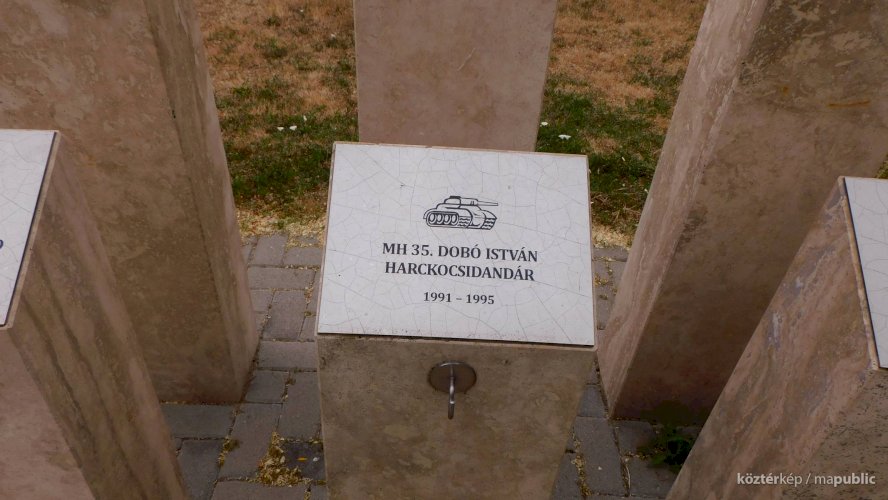 MH 35. DOBÓ ISTVÁN
HARCKOCSIDANDÁR
1991 – 1995
köztérkép / mapublic